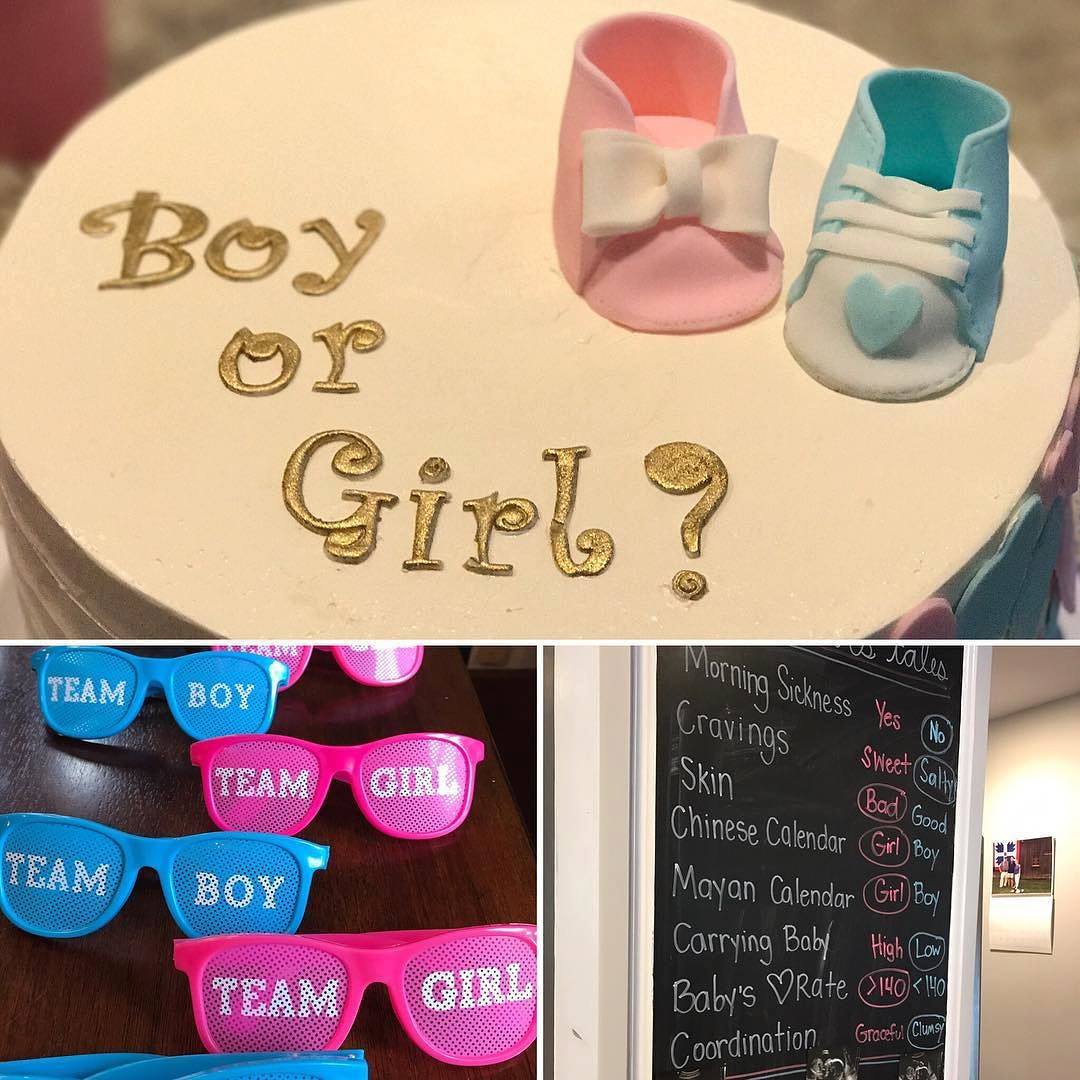 Boy
or
Girl?
TEAM BOY
TEAM GIRL
TEAM BOY
TEAM GIRL
tales
Morning Sickness Yes No
Cravings Sweet Salty
Skin Bad Good
Chinese Calendar Girl Boy
Mayan Calendar Girl Boy
Carrying Baby High Low
Baby's ♡ Rate >140 <140
Coordination Graceful Clumsy